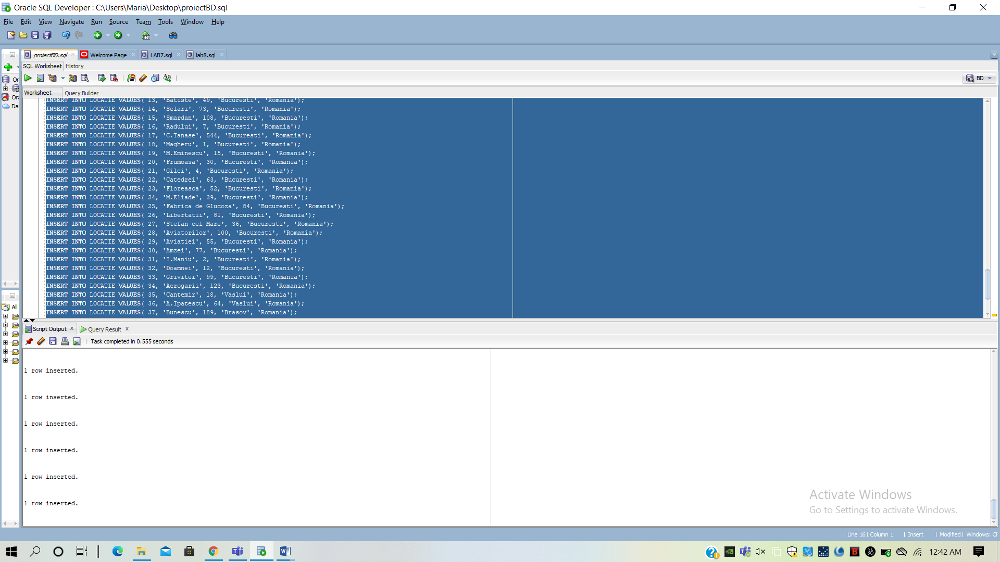 Oracle SQL Developer : C:\Users\Maria\Desktop\proiectBD.sql
File Edit View Navigate Run Source Team Tools Window Help
proiectBD.sql Welcome Page LAB7.sql lab8.sql
SQL Worksheet History
BD
Worksheet Query Builder
INSERT INTO LOCATIE VALUES( 13, 'Batiste', 49, 'Bucuresti', 'Romania');
INSERT INTO LOCATIE VALUES( 14, 'Selari', 73, 'Bucuresti', 'Romania');
INSERT INTO LOCATIE VALUES( 15, 'Smardan', 108, 'Bucuresti', 'Romania');
INSERT INTO LOCATIE VALUES( 16, 'Radului', 7, 'Bucuresti', 'Romania');
INSERT INTO LOCATIE VALUES( 17, 'C.Tanase', 544, 'Bucuresti', 'Romania');
INSERT INTO LOCATIE VALUES( 18, 'Magheru', 1, 'Bucuresti', 'Romania');
INSERT INTO LOCATIE VALUES( 19, 'M.Eminescu', 15, 'Bucuresti', 'Romania');
INSERT INTO LOCATIE VALUES( 20, 'Frumoasa', 30, 'Bucuresti', 'Romania');
INSERT INTO LOCATIE VALUES( 21, 'Gilei', 4, 'Bucuresti', 'Romania');
INSERT INTO LOCATIE VALUES( 22, 'Catedrei', 63, 'Bucuresti', 'Romania');
INSERT INTO LOCATIE VALUES( 23, 'Floreasca', 52, 'Bucuresti', 'Romania');
INSERT INTO LOCATIE VALUES( 24, 'M.Eliade', 39, 'Bucuresti', 'Romania');
INSERT INTO LOCATIE VALUES( 25, 'Fabrica de Glucoza', 84, 'Bucuresti', 'Romania');
INSERT INTO LOCATIE VALUES( 26, 'Libertatii', 81, 'Bucuresti', 'Romania');
INSERT INTO LOCATIE VALUES( 27, 'Stefan cel Mare', 36, 'Bucuresti', 'Romania');
INSERT INTO LOCATIE VALUES( 28, 'Aviatorilor', 100, 'Bucuresti', 'Romania');
INSERT INTO LOCATIE VALUES( 29, 'Aviatiei', 55, 'Bucuresti', 'Romania');
INSERT INTO LOCATIE VALUES( 30, 'Amzei', 77, 'Bucuresti', 'Romania');
INSERT INTO LOCATIE VALUES( 31, 'I.Maniu', 2, 'Bucuresti', 'Romania');
INSERT INTO LOCATIE VALUES( 32, 'Doamnei', 12, 'Bucuresti', 'Romania');
INSERT INTO LOCATIE VALUES( 33, 'Grivitei', 99, 'Bucuresti', 'Romania');
INSERT INTO LOCATIE VALUES( 34, 'Aerogarii', 123, 'Bucuresti', 'Romania');
INSERT INTO LOCATIE VALUES( 35, 'Cantemir', 18, 'Vaslui', 'Romania');
INSERT INTO LOCATIE VALUES( 36, 'A.Ipatescu', 64, 'Vaslui', 'Romania');
INSERT INTO LOCATIE VALUES( 37, 'Bunescu', 189, 'Brasov', 'Romania');
Or
Ora
Dat
All
Script Output x Query Result x
Task completed in 0.555 seconds
1 row inserted.
1 row inserted.
1 row inserted.
1 row inserted.
1 row inserted.
1 row inserted.
Activate Windows
Go to Settings to activate Windows.
Line 161 Column 1 | Insert | Modified | Windows: CF
12:42 AM